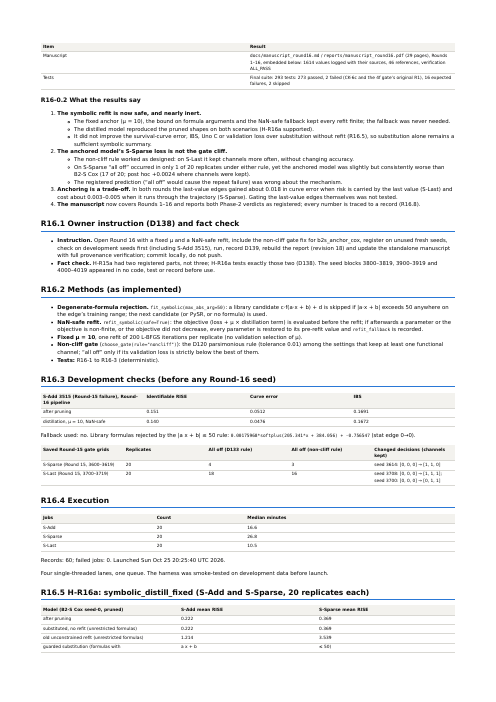 Item Result
Manuscript docs/manuscript_round16.md / reports/manuscript_round16.pdf (29 pages), Rounds
1–16, embedded below: 1614 values logged with their sources, 46 references, verification
ALL_PASS
Tests Final suite: 293 tests: 273 passed, 2 failed (C6-6c and the ff gate's original R1), 16 expected
failures, 2 skipped
R16-0.2 What the results say
1. The symbolic refit is now safe, and nearly inert.
The fixed anchor (μ = 10), the bound on formula arguments and the NaN-safe fallback kept every refit finite; the fallback was never
needed.
The distilled model reproduced the pruned shapes on both scenarios (H-R16a supported).
It did not improve the survival-curve error, IBS, Uno C or validation loss over substitution without refit (R16.5), so substitution alone remains a
sufficient symbolic summary.
2. The anchored model's S-Sparse loss is not the gate cliff.
The non-cliff rule worked as designed: on S-Last it kept channels more often, without changing accuracy.
On S-Sparse "all off" occurred in only 1 of 20 replicates under either rule, yet the anchored model was slightly but consistently worse than
B2-S Cox (17 of 20; post hoc +0.0024 where channels were kept).
The registered prediction ("all off" would cause the repeat failure) was wrong about the mechanism.
3. Anchoring is a trade-off. In both rounds the last-value edges gained about 0.018 in curve error when risk is carried by the last value (S-Last) and
cost about 0.003–0.005 when it runs through the trajectory (S-Sparse). Gating the last-value edges themselves was not tested.
4. The manuscript now covers Rounds 1–16 and reports both Phase-2 verdicts as registered; every number is traced to a record (R16.8).
R16.1 Owner instruction (D138) and fact check
Instruction. Open Round 16 with a fixed μ and a NaN-safe refit, include the non-cliff gate fix for b2s_anchor_cox, register on unused fresh seeds,
check on development seeds first (including S-Add 3515), run, record D139, rebuild the report (revision 18) and update the standalone manuscript
with full provenance verification; commit locally, do not push.
Fact check. H-R15a had two registered parts, not three; H-R16a tests exactly those two (D138). The seed blocks 3800–3819, 3900–3919 and
4000–4019 appeared in no code, test or record before use.
R16.2 Methods (as implemented)
Degenerate-formula rejection. fit_symbolic(max_abs_arg=50): a library candidate c·f(a·x + b) + d is skipped if |a·x + b| exceeds 50 anywhere on
the edge's training range; the next candidate (or PySR, or no formula) is used.
NaN-safe refit. refit_symbolic(safe=True): the objective (loss + μ × distillation term) is evaluated before the refit; if afterwards a parameter or the
objective is non-finite, or the objective did not decrease, every parameter is restored to its pre-refit value and refit_fallback is recorded.
Fixed μ = 10, one refit of 200 L-BFGS iterations per replicate (no validation selection of μ).
Non-cliff gate (choose_gate(rule="noncliff")): the D120 parsimonious rule (tolerance 0.01) among the settings that keep at least one functional
channel; "all off" only if its validation loss is strictly below the best of them.
Tests: R16-1 to R16-3 (deterministic).
R16.3 Development checks (before any Round-16 seed)
S-Add 3515 (Round-15 failure), Round-16 pipeline Identifiable RISE Curve error IBS
after pruning 0.151 0.0512 0.1691
distillation, μ = 10, NaN-safe 0.140 0.0476 0.1672
Fallback used: no. Library formulas rejected by the |a x + b| ≤ 50 rule: 0.00175968*softplus(205.341*x + 384.056) + -0.756547 (stat edge 0→0).
Saved Round-15 gate grids Replicates All off (D133 rule) All off (non-cliff rule) Changed decisions (channels kept)
S-Sparse (Round 15, 3600–3619) 20 4 3 seed 3614: [0, 0, 0] → [1, 1, 0]
S-Last (Round 15, 3700–3719) 20 18 16 seed 3708: [0, 0, 0] → [1, 1, 1];
seed 3700: [0, 0, 0] → [0, 1, 1]
R16.4 Execution
Jobs Count Median minutes
S-Add 20 16.6
S-Sparse 20 26.8
S-Last 20 10.5
Records: 60; failed jobs: 0. Launched Sun Oct 25 20:25:40 UTC 2026.
Four single-threaded lanes, one queue. The harness was smoke-tested on development data before launch.
R16.5 H-R16a: symbolic_distill_fixed (S-Add and S-Sparse, 20 replicates each)
Model (B2-S Cox seed-0, pruned) S-Add mean RISE S-Sparse mean RISE
after pruning 0.222 0.369
substituted, no refit (unrestricted formulas) 0.222 0.369
old unconstrained refit (unrestricted formulas) 1.214 3.539
guarded substitution (formulas with a x + b ≤ 50)